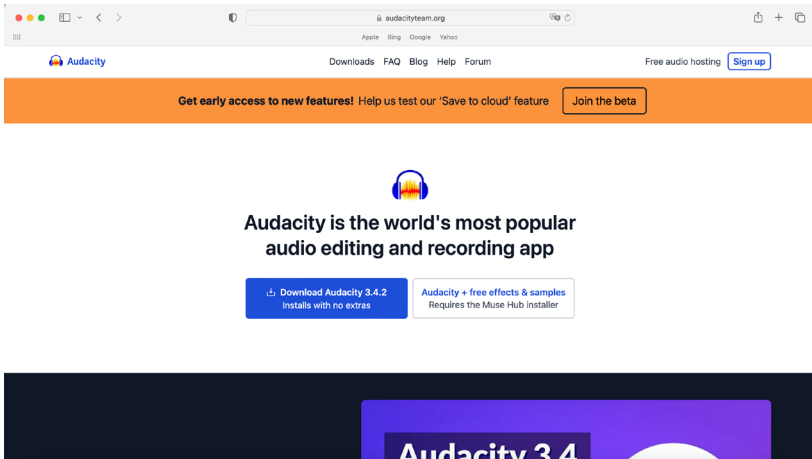 audacityteam.org
Apple Bing Google Yahoo
Audacity Downloads FAQ Blog Help Forum Free audio hosting Sign up
Get early access to new features! Help us test our 'Save to cloud' feature Join the beta
Audacity is the world's most popular
audio editing and recording app
Download Audacity 3.4.2 Audacity + free effects & samples
Installs with no extras Requires the Muse Hub installer
Audacity 3.4